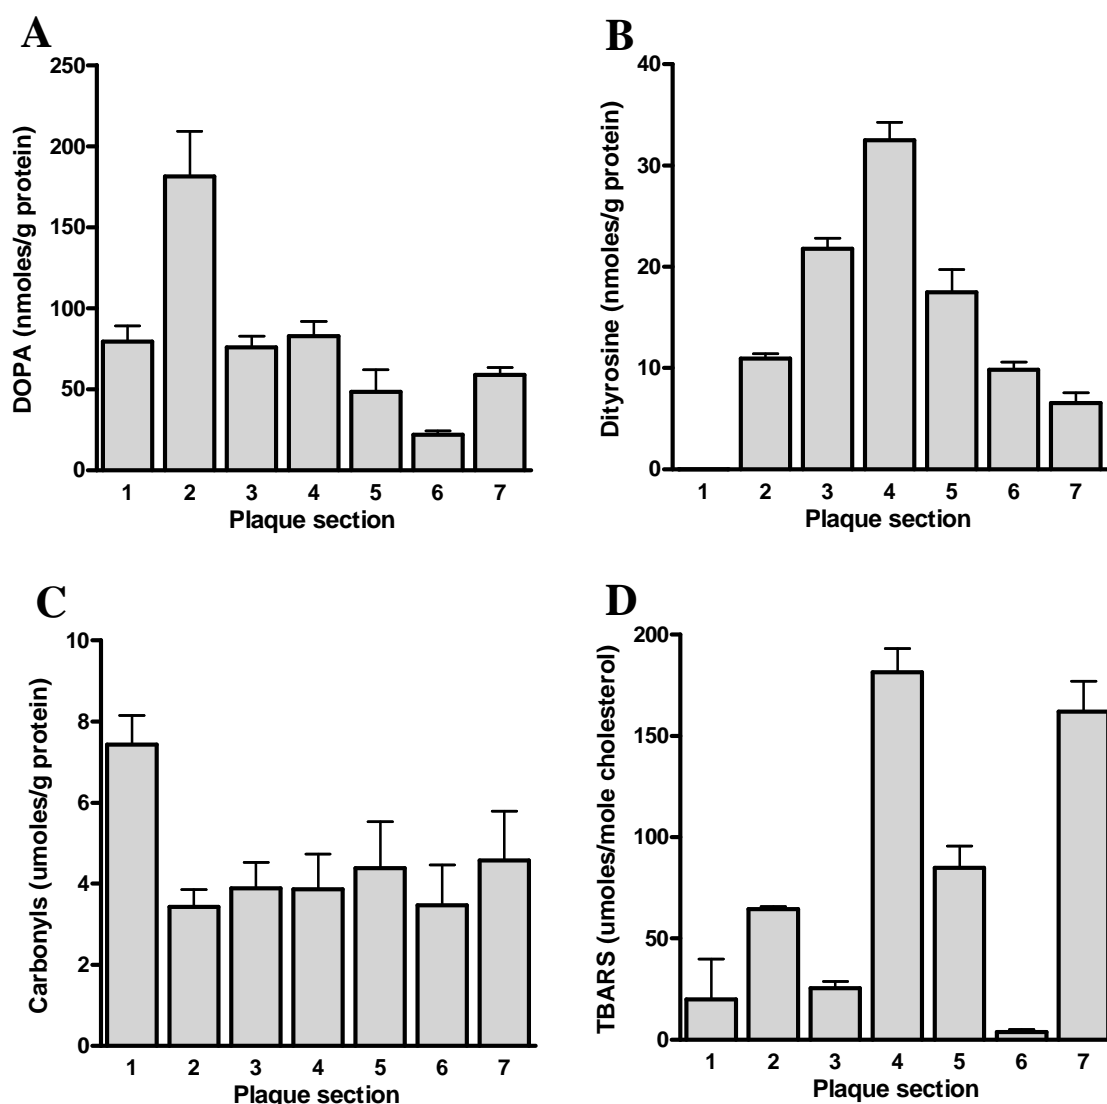 A
DOPA (nmoles/g protein)
250
200
150
100
50
0
1 2 3 4 5 6 7
Plaque section
B
Dityrosine (nmoles/g protein)
40
30
20
10
0
1 2 3 4 5 6 7
Plaque section
C
Carbonyls (umoles/g protein)
10
8
6
4
2
0
1 2 3 4 5 6 7
Plaque section
D
TBARS (umoles/mole cholesterol)
200
150
100
50
0
1 2 3 4 5 6 7
Plaque section